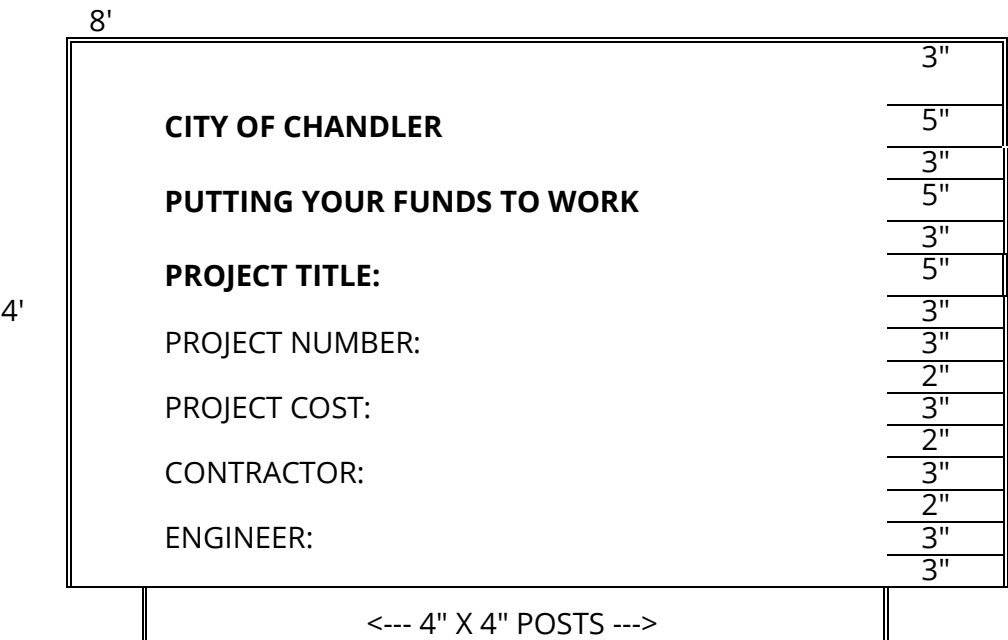 8'
3"
CITY OF CHANDLER 5"
3"
PUTTING YOUR FUNDS TO WORK 5"
3"
PROJECT TITLE: 5"
4' 3"
PROJECT NUMBER: 3"
2"
PROJECT COST: 3"
2"
CONTRACTOR: 3"
2"
ENGINEER: 3"
3"
<--- 4" X 4" POSTS --->